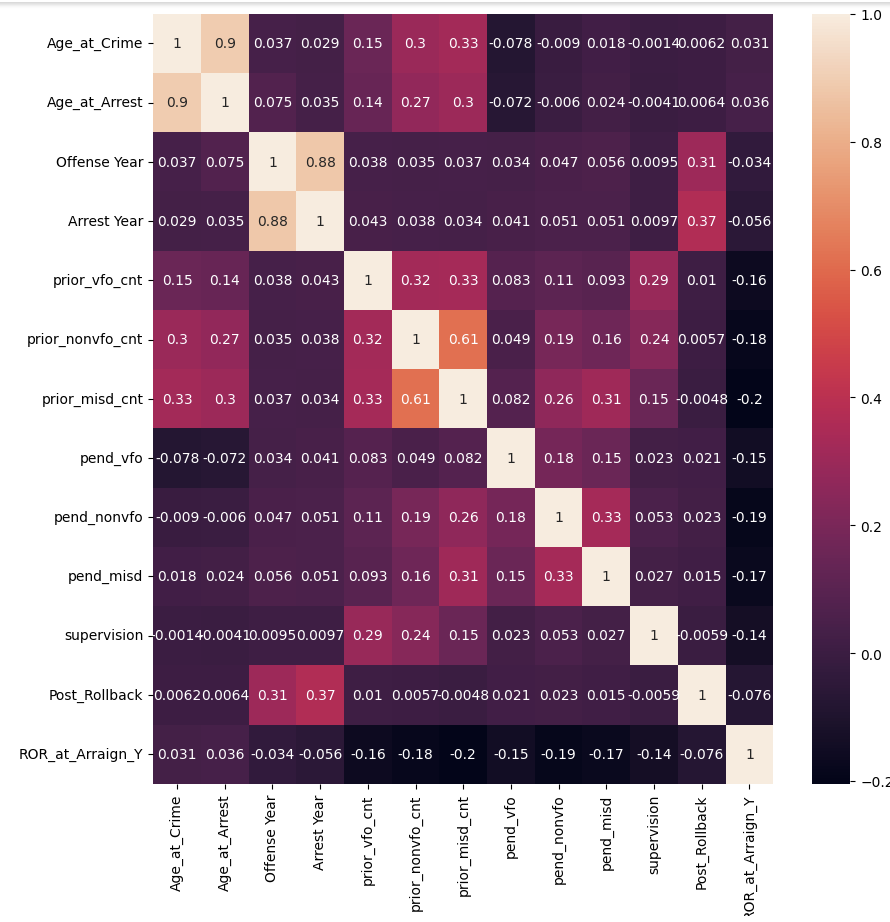 Age_at_Crime 1 0.9 0.037 0.029 0.15 0.3 0.33 -0.078 -0.009 0.018 -0.0014 0.0062 0.031
Age_at_Arrest 0.9 1 0.075 0.035 0.14 0.27 0.3 -0.072 -0.006 0.024 -0.0041 0.0064 0.036
Offense Year 0.037 0.075 1 0.88 0.038 0.035 0.037 0.034 0.047 0.056 0.0095 0.31 -0.034
Arrest Year 0.029 0.035 0.88 1 0.043 0.038 0.034 0.041 0.051 0.051 0.0097 0.37 -0.056
prior_vfo_cnt 0.15 0.14 0.038 0.043 1 0.32 0.33 0.083 0.11 0.093 0.29 0.01 -0.16
prior_nonvfo_cnt 0.3 0.27 0.035 0.038 0.32 1 0.61 0.049 0.19 0.16 0.24 0.0057 -0.18
prior_misd_cnt 0.33 0.3 0.037 0.034 0.33 0.61 1 0.082 0.26 0.31 0.15 -0.0048 -0.2
pend_vfo -0.078 -0.072 0.034 0.041 0.083 0.049 0.082 1 0.18 0.15 0.023 0.021 -0.15
pend_nonvfo -0.009 -0.006 0.047 0.051 0.11 0.19 0.26 0.18 1 0.33 0.053 0.023 -0.19
pend_misd 0.018 0.024 0.056 0.051 0.093 0.16 0.31 0.15 0.33 1 0.027 0.015 -0.17
supervision -0.0014 -0.0041 0.0095 0.0097 0.29 0.24 0.15 0.023 0.053 0.027 1 -0.0059 -0.14
Post_Rollback 0.0062 0.0064 0.31 0.37 0.01 0.0057 -0.0048 0.021 0.023 0.015 -0.0059 1 -0.076
ROR_at_Arraign_Y 0.031 0.036 -0.034 -0.056 -0.16 -0.18 -0.2 -0.15 -0.19 -0.17 -0.14 -0.076 1
Age_at_Crime
Age_at_Arrest
Offense Year
Arrest Year
prior_vfo_cnt
prior_nonvfo_cnt
prior_misd_cnt
pend_vfo
pend_nonvfo
pend_misd
supervision
Post_Rollback
ROR_at_Arraign_Y
1.0
0.8
0.6
0.4
0.2
0.0
-0.2